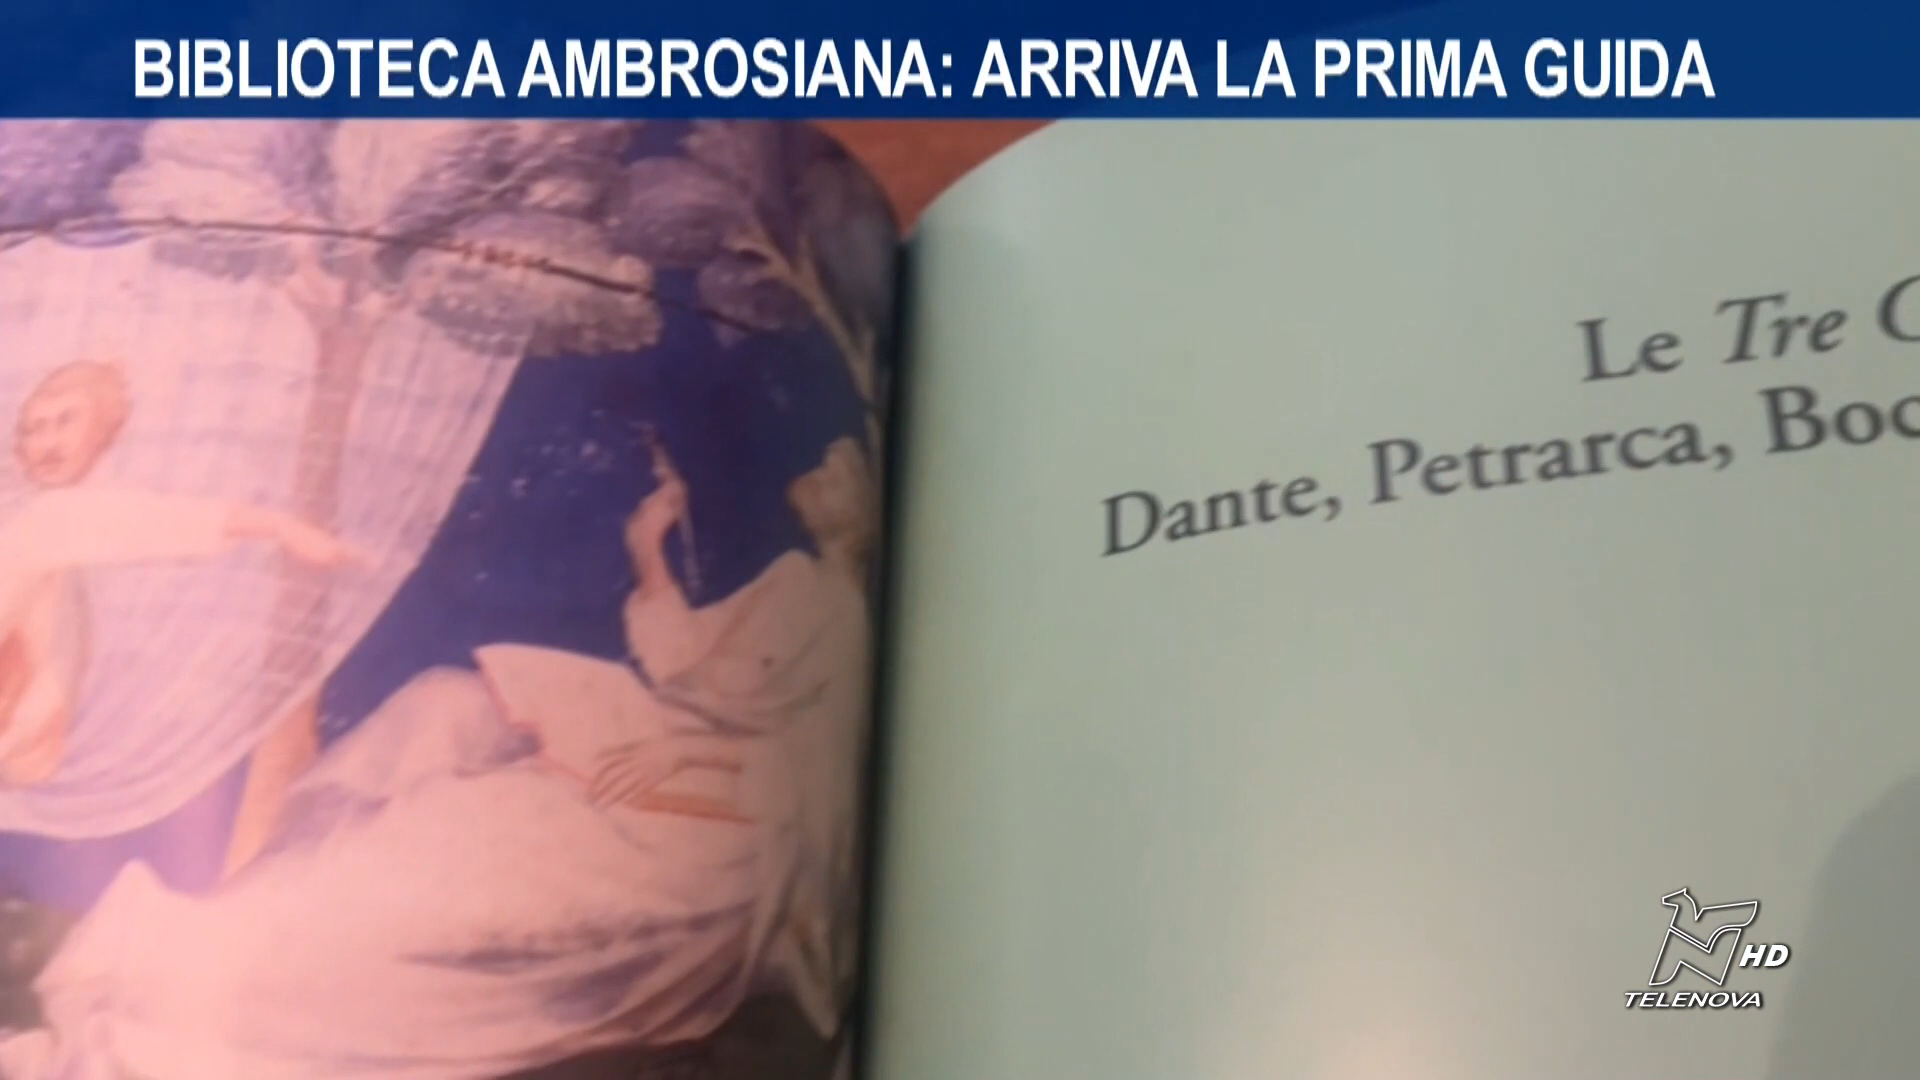 BIBLIOTECA AMBROSIANA: ARRIVA LA PRIMA GUIDA
Le Tre
Dante, Petrarca,
HD
TELENOVA